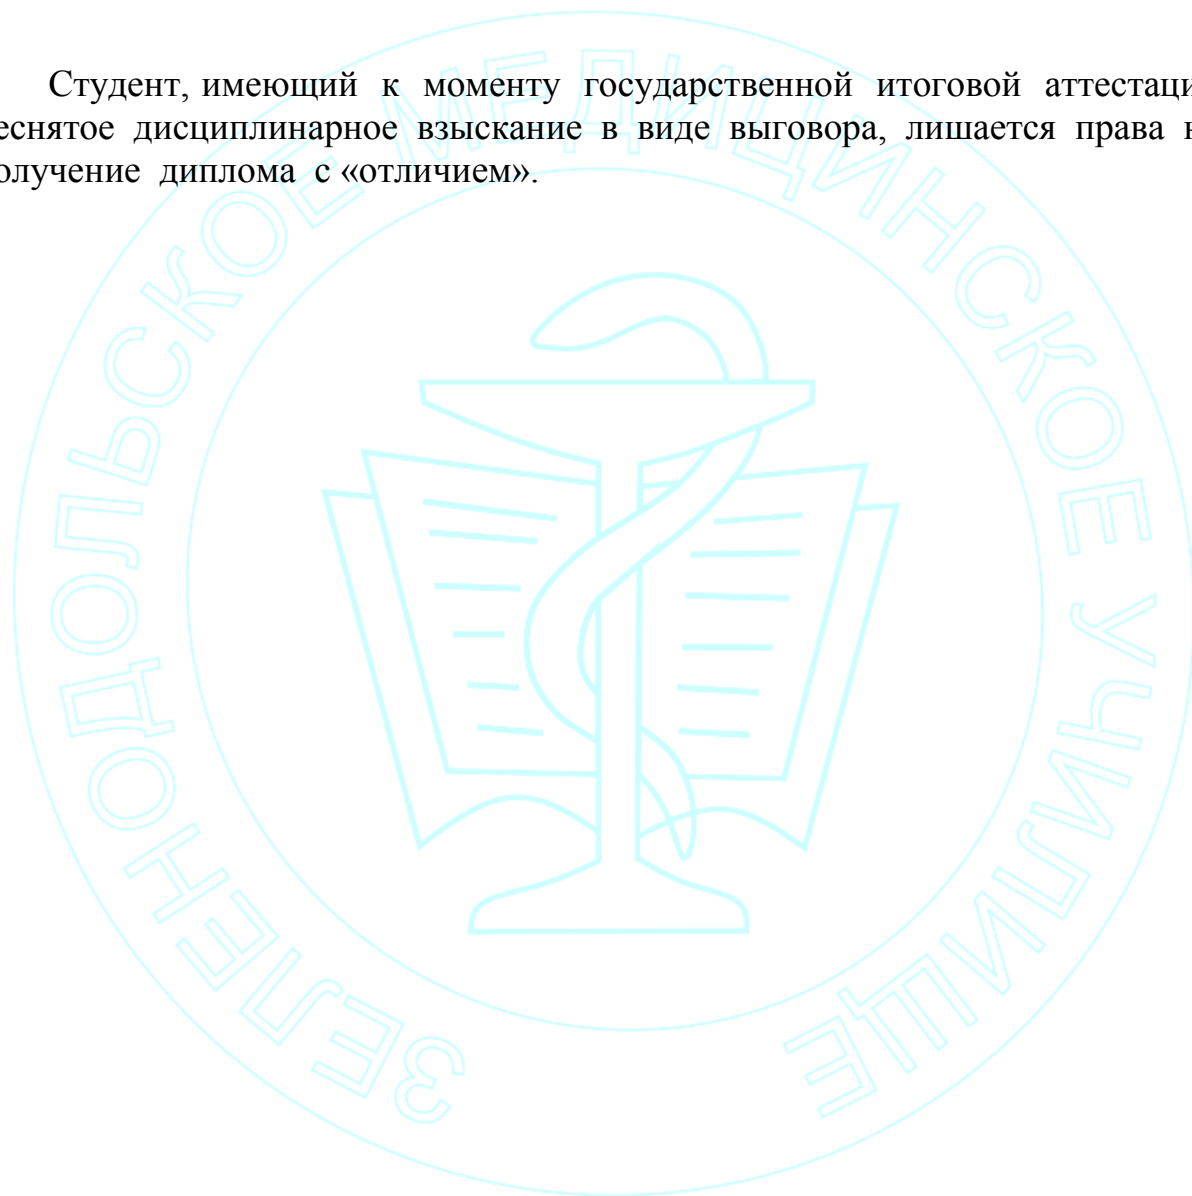 Студент, имеющий к моменту государственной итоговой аттестаци
еснятое дисциплинарное взыскание в виде выговора, лишается права н
олучение диплома с «отличием».
ЗЕЛЕНОДОЛЬСКОЕ МЕДИЦИНСКОЕ УЧИЛИЩЕ